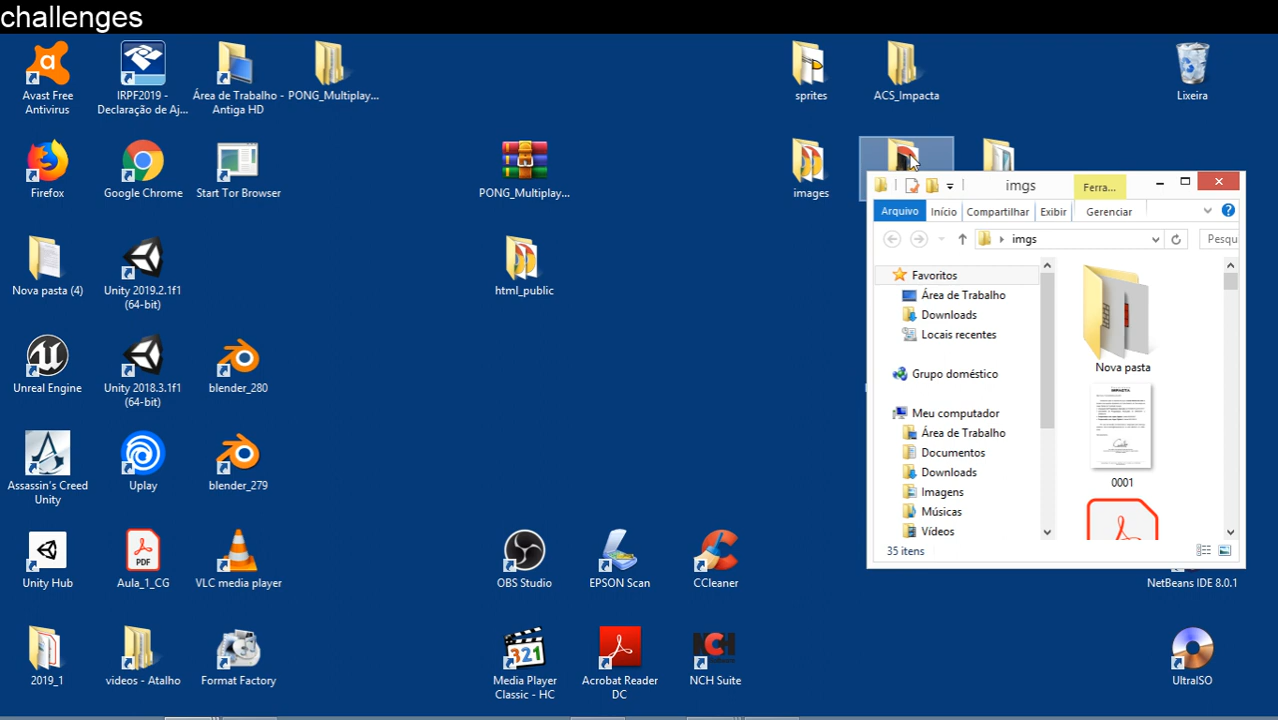 challenges
Avast Free
Antivirus
IRPF2019 -
Declaração de Aj...
Área de Trabalho -
Antiga HD
PONG_Multiplay...
sprites
ACS_Impacta
Lixeira
Firefox
Google Chrome
Start Tor Browser
PONG_Multiplay...
images
Nova pasta (4)
Unity 2019.2.1f1
(64-bit)
html_public
Unreal Engine
Unity 2018.3.1f1
(64-bit)
blender_280
Assassin's Creed
Unity
Uplay
blender_279
Unity Hub
PDF
Aula_1_CG
VLC media player
OBS Studio
EPSON Scan
CCleaner
NetBeans IDE 8.0.1
2019_1
videos - Atalho
Format Factory
321
Media Player
Classic - HC
Acrobat Reader
DC
NCH
NCH Suite
UltraISO
imgs
Ferra...
Arquivo
Início
Compartilhar
Exibir
Gerenciar
imgs
Pesqu
Favoritos
Área de Trabalho
Downloads
Locais recentes
Grupo doméstico
Meu computador
Área de Trabalho
Documentos
Downloads
Imagens
Músicas
Vídeos
Nova pasta
IMPACTA
0001
35 itens